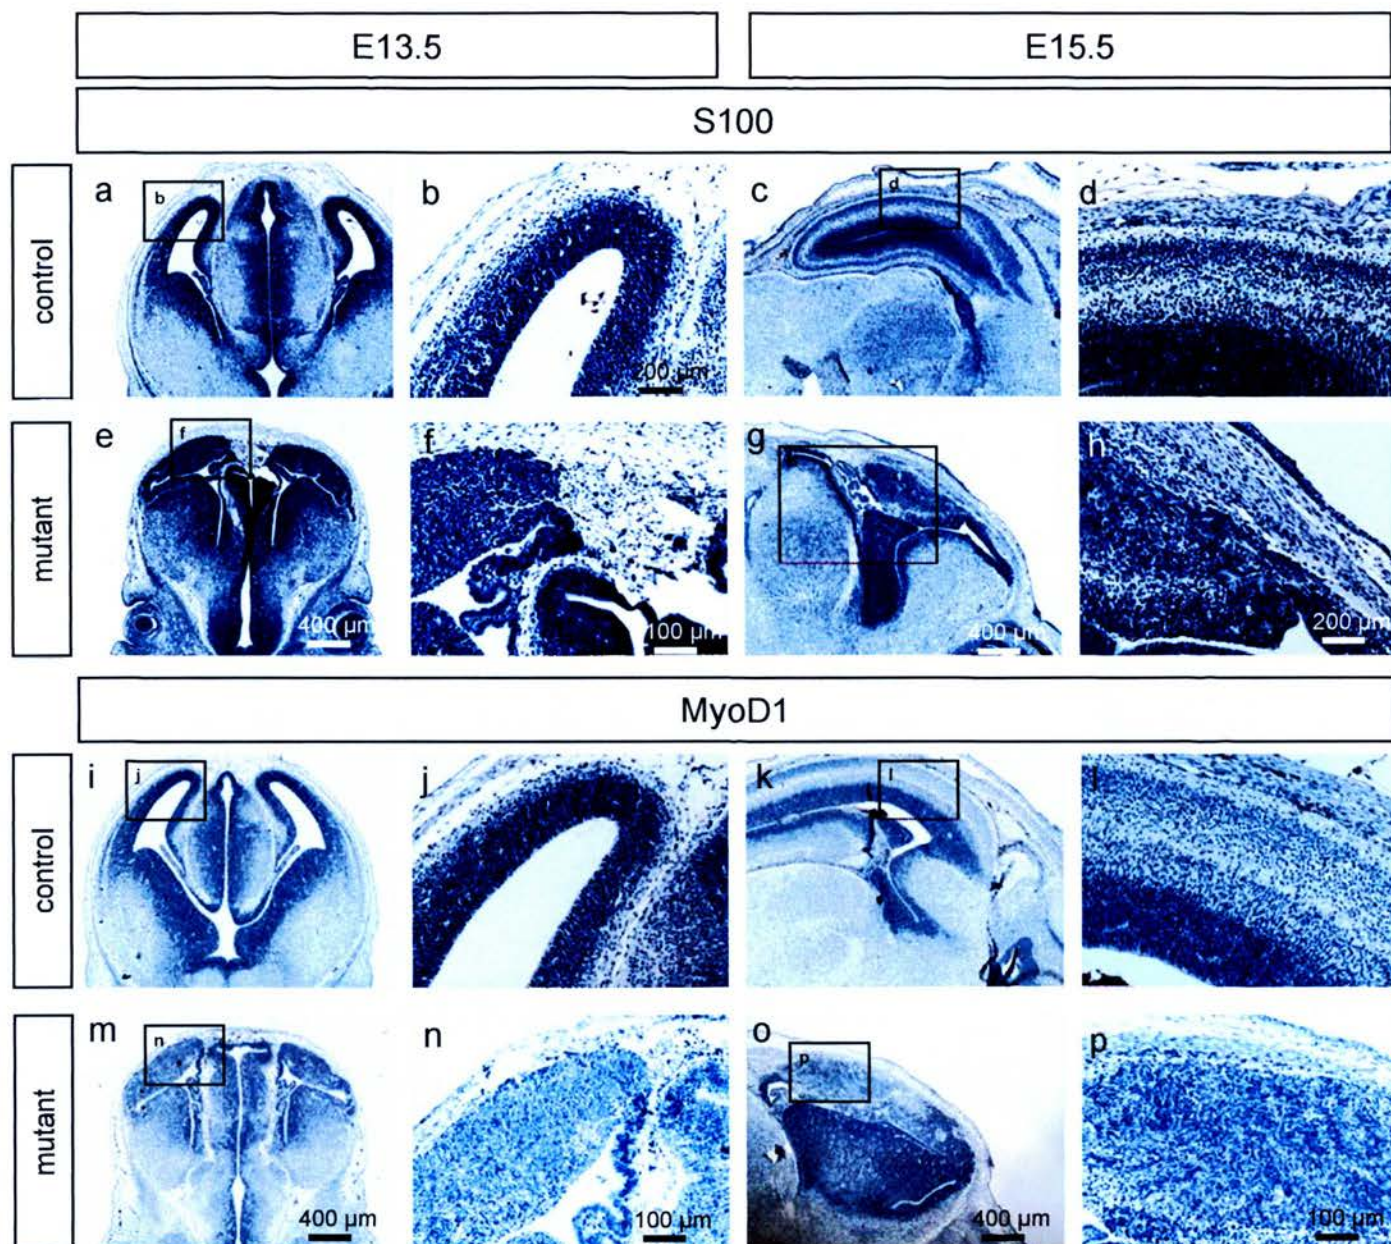 E13.5 E15.5
S100
control
a b b c d d
200 µm
mutant
e f f g h
400 µm 100 µm 400 µm 200 µm
MyoD1
control
i j j k l l
mutant
m n n o p p
400 µm 100 µm 400 µm 100 µm